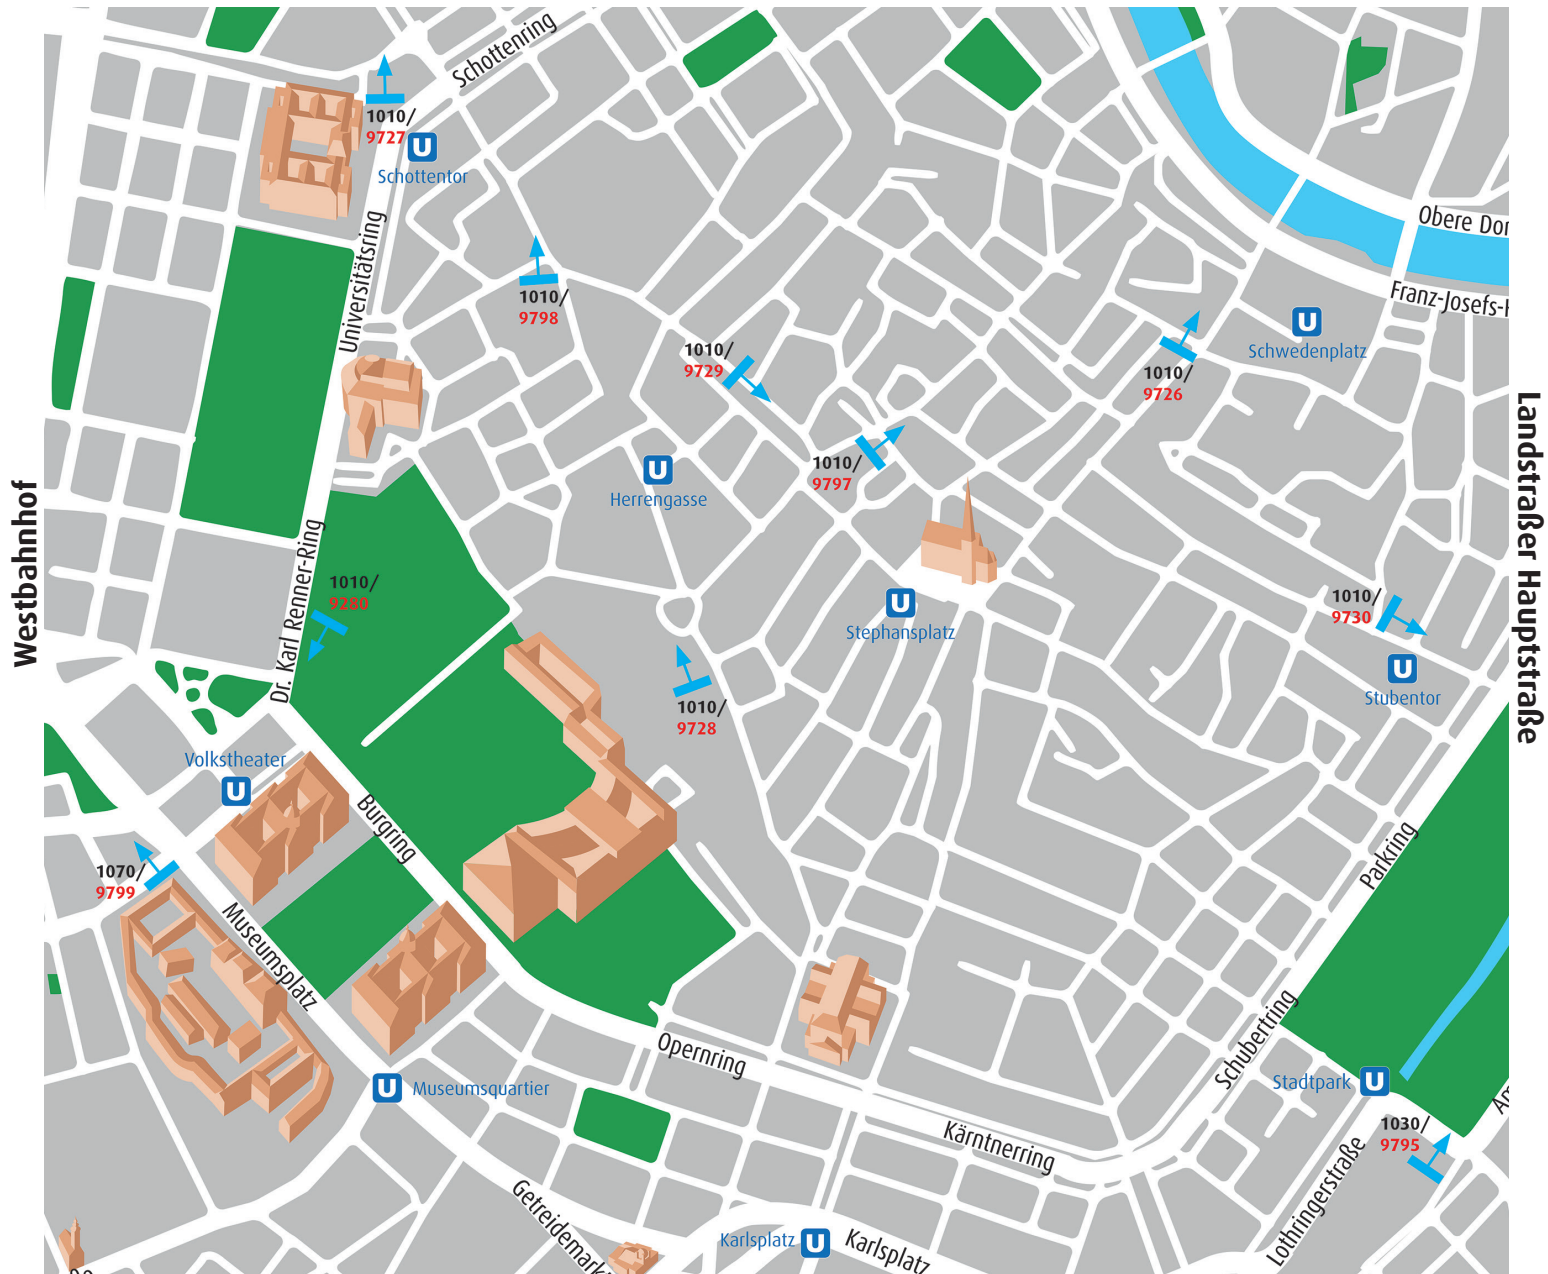 Schottenring
1010/
9727
U
Schottentor
Universitätsring
Obere Dor
Franz-Josefs-H
1010/
9798
U
Schwedenplatz
1010/
9729
1010/
9726
1010/
9797
U
Herrengasse
Westbahnhof
Landstraßer Hauptstraße
Dr. Karl Renner-Ring
1010/
9280
U
Stephansplatz
1010/
9730
U
Stubentor
1010/
9728
Volkstheater
U
Burgring
Parkring
1070/
9799
Museumsplatz
Opernring
Schubertring
U
Museumsquartier
Stadtpark
U
Am
1030/
9795
Kärntnerring
Lothringerstraße
Getreidemarkt
Karlsplatz
U
Karlsplatz